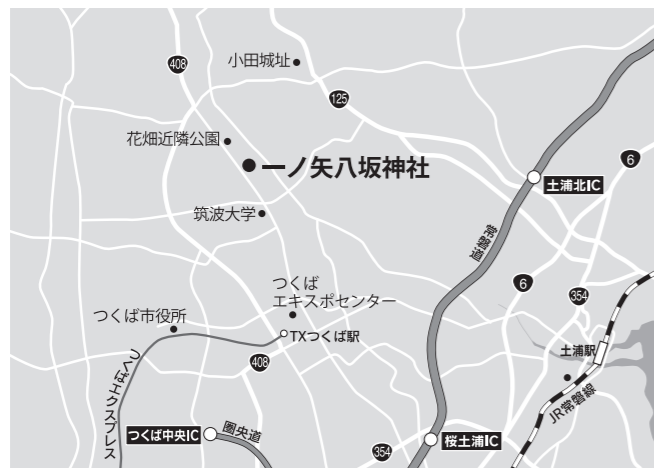 408
小田城址
125
花畑近隣公園
一ノ矢八坂神社
6
土浦北IC
筑波大学
常磐道
つくば
エキスポセンター
6
354
つくば市役所
TXつくば駅
土浦駅
408
つくばエクスプレス
JR常磐線
つくば中央IC
圏央道
354
桜土浦IC